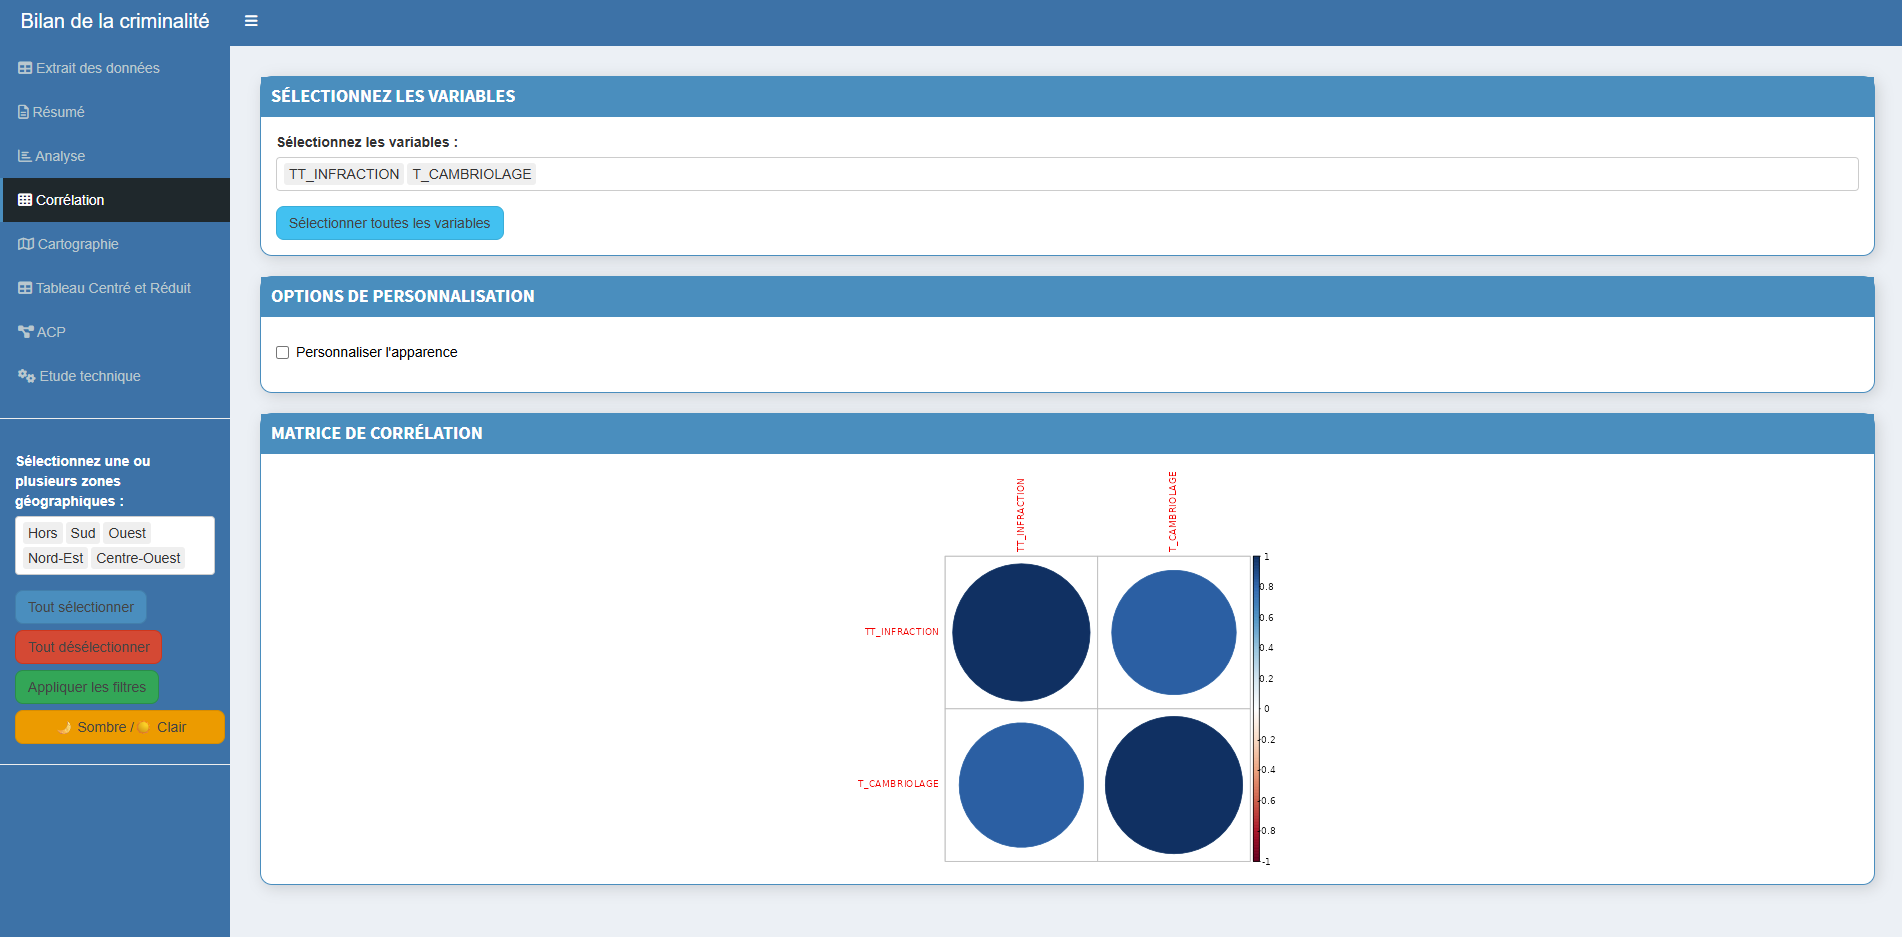 Bilan de la criminalité
Extrait des données
Résumé
Analyse
Corrélation
Cartographie
Tableau Centré et Réduit
ACP
Etude technique
Sélectionnez une ou
plusieurs zones
géographiques :
Hors Sud Ouest
Nord-Est Centre-Ouest
Tout sélectionner
Tout désélectionner
Appliquer les filtres
🌙 Sombre / ☀️ Clair
SÉLECTIONNEZ LES VARIABLES
Sélectionnez les variables :
TT_INFRACTION T_CAMBRIOLAGE
Sélectionner toutes les variables
OPTIONS DE PERSONNALISATION
Personnaliser l'apparence
MATRICE DE CORRÉLATION
TT_INFRACTION
T_CAMBRIOLAGE
TT_INFRACTION
T_CAMBRIOLAGE
1
0.8
0.6
0.4
0.2
0
-0.2
-0.4
-0.6
-0.8
-1